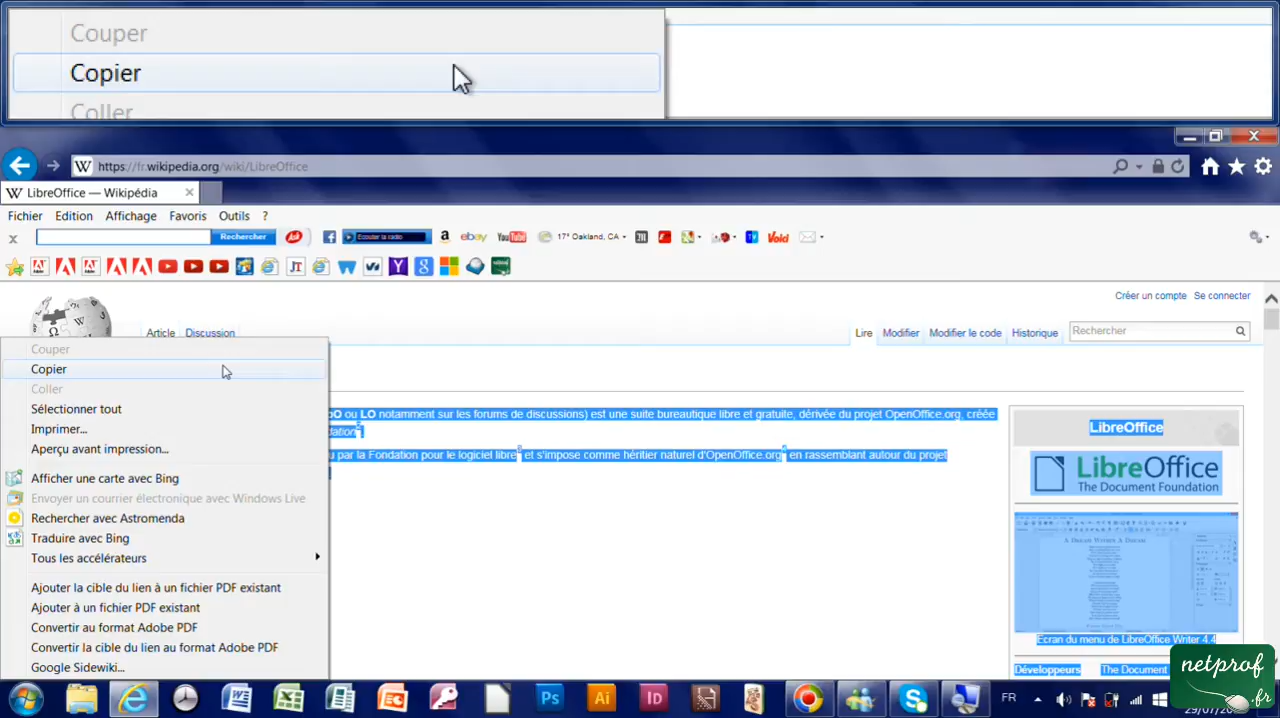 Couper
Copier
Coller
https://fr.wikipedia.org/wiki/LibreOffice
LibreOffice — Wikipédia
Fichier Edition Affichage Favoris Outils ?
x Rechercher Ask Ecouter la radio a ebay YouTube 17° Oakland, CA
Créer un compte Se connecter
Article Discussion Lire Modifier Modifier le code Historique Rechercher
Couper
Copier
Coller
Sélectionner tout
Imprimer...
Aperçu avant impression...
Afficher une carte avec Bing
Envoyer un courrier électronique avec Windows Live
Rechercher avec Astromenda
Traduire avec Bing
Tous les accélérateurs
Ajouter la cible du lien à un fichier PDF existant
Ajouter à un fichier PDF existant
Convertir au format Adobe PDF
Convertir la cible du lien au format Adobe PDF
Google Sidewiki...
ou LO notamment sur les forums de discussions) est une suite bureautique libre et gratuite, dérivée du projet OpenOffice.org, créée
par la Fondation pour le logiciel libre et s'impose comme héritier naturel d'OpenOffice.org en rassemblant autour du projet
LibreOffice
LibreOffice
The Document Foundation
A DREAM WITHIN A DREAM
Ecran du menu de LibreOffice Writer 4.4
Développeurs The Document
netprof
.fr
Ps Ai Id FR